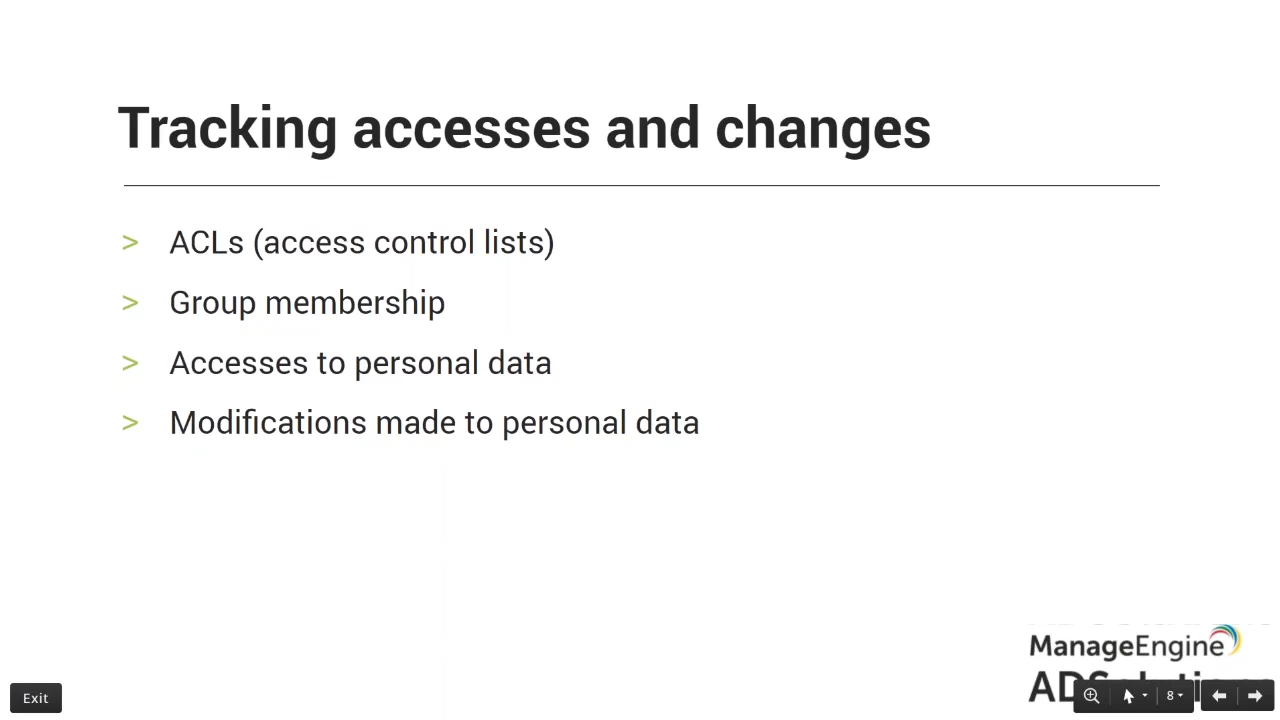 Tracking accesses and changes
> ACLs (access control lists)
> Group membership
> Accesses to personal data
> Modifications made to personal data
ManageEngine
Exit
8